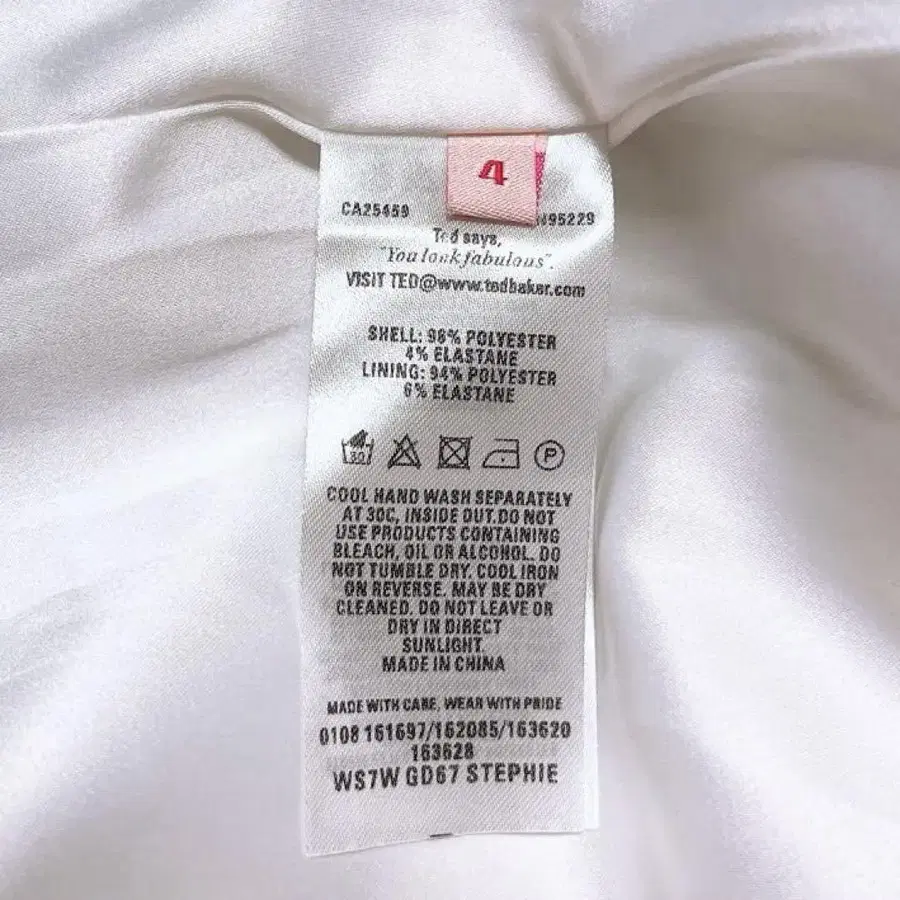 4
CA25459
95229
Ted says,
"You look fabulous".
VISIT TED@www.tedbaker.com
SHELL: 96% POLYESTER
4% ELASTANE
LINING: 94% POLYESTER
6% ELASTANE
30
P
COOL HAND WASH SEPARATELY
AT 30C, INSIDE OUT.DO NOT
USE PRODUCTS CONTAINING
BLEACH, OIL OR ALCOHOL. DO
NOT TUMBLE DRY. COOL IRON
ON REVERSE. MAY BE DRY
CLEANED. DO NOT LEAVE OR
DRY IN DIRECT
SUNLIGHT.
MADE IN CHINA
MADE WITH CARE, WEAR WITH PRIDE
0108 161697/162085/163620
163628
WS7W GD67 STEPHIE